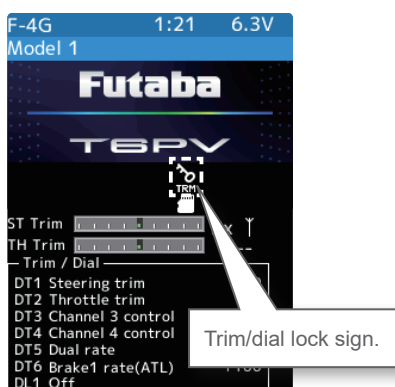 F-4G 1:21 6.3V
Model 1
Futaba
T6PV
TRM
ST Trim
TH Trim
Trim / Dial
DT1 Steering trim
DT2 Throttle trim
DT3 Channel 3 control
DT4 Channel 4 control
DT5 Dual rate
DT6 Brake1 rate(ATL)
DL1 Off
Trim/dial lock sign.